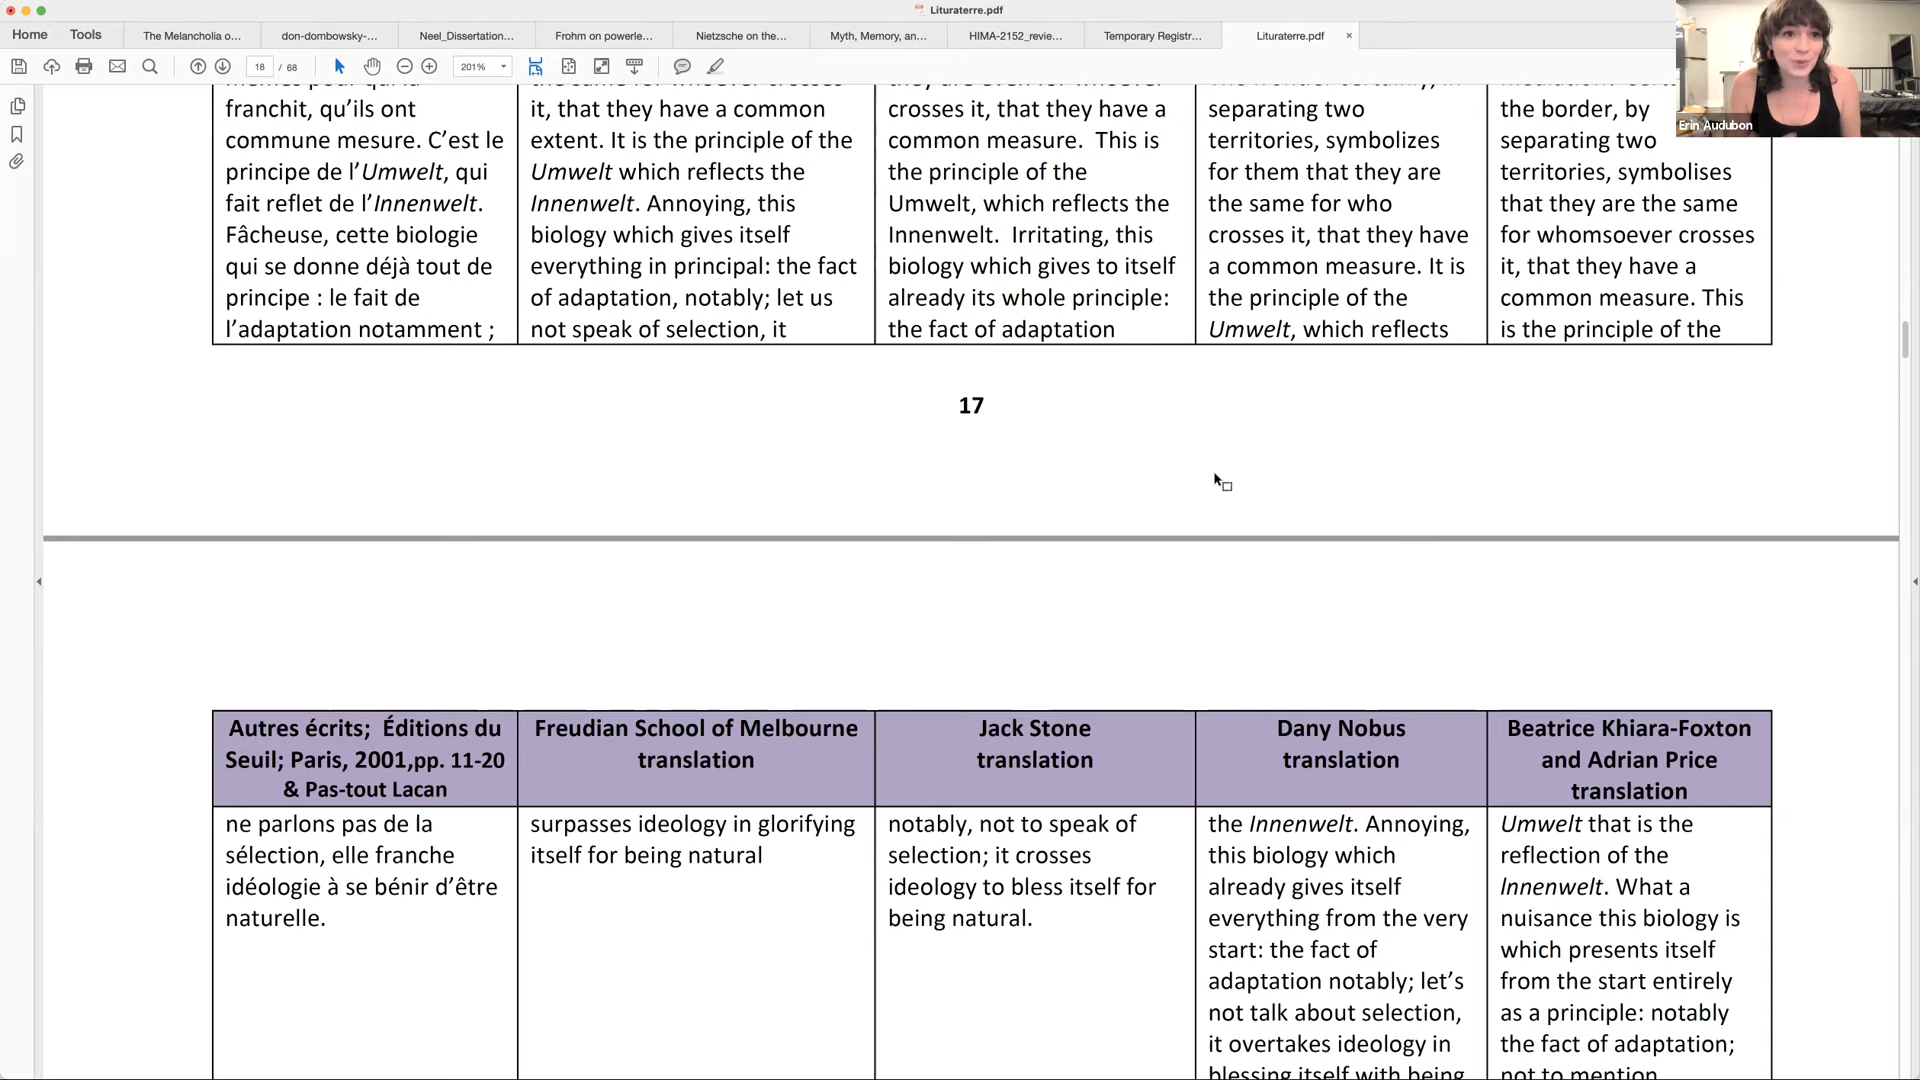 Lituraterre.pdf
Home
Tools
The Melancholia o...
don-dombowsky-...
Neel_Dissertation...
Frohm on powerle...
Nietzsche on the...
Myth, Memory, an...
HIMA-2152_revie...
Temporary Registr...
Lituraterre.pdf
18 / 68
201%
Erin Audubon
franchit, qu’ils ont
commune mesure. C’est le
principe de l’Umwelt, qui
fait reflet de l’Innenwelt.
Fâcheuse, cette biologie
qui se donne déjà tout de
principe : le fait de
l’adaptation notamment ;
it, that they have a common
extent. It is the principle of the
Umwelt which reflects the
Innenwelt. Annoying, this
biology which gives itself
everything in principal: the fact
of adaptation, notably; let us
not speak of selection, it
crosses it, that they have a
common measure. This is
the principle of the
Umwelt, which reflects the
Innenwelt. Irritating, this
biology which gives to itself
already its whole principle:
the fact of adaptation
separating two
territories, symbolizes
for them that they are
the same for who
crosses it, that they have
a common measure. It is
the principle of the
Umwelt, which reflects
the border, by
separating two
territories, symbolises
that they are the same
for whomsoever crosses
it, that they have a
common measure. This
is the principle of the
17
Autres écrits; Éditions du
Seuil; Paris, 2001,pp. 11-20
& Pas-tout Lacan
Freudian School of Melbourne
translation
Jack Stone
translation
Dany Nobus
translation
Beatrice Khiara-Foxton
and Adrian Price
translation
ne parlons pas de la
sélection, elle franche
idéologie à se bénir d’être
naturelle.
surpasses ideology in glorifying
itself for being natural
notably, not to speak of
selection; it crosses
ideology to bless itself for
being natural.
the Innenwelt. Annoying,
this biology which
already gives itself
everything from the very
start: the fact of
adaptation notably; let’s
not talk about selection,
it overtakes ideology in
blessing itself with being
Umwelt that is the
reflection of the
Innenwelt. What a
nuisance this biology is
which presents itself
from the start entirely
as a principle: notably
the fact of adaptation;
not to mention